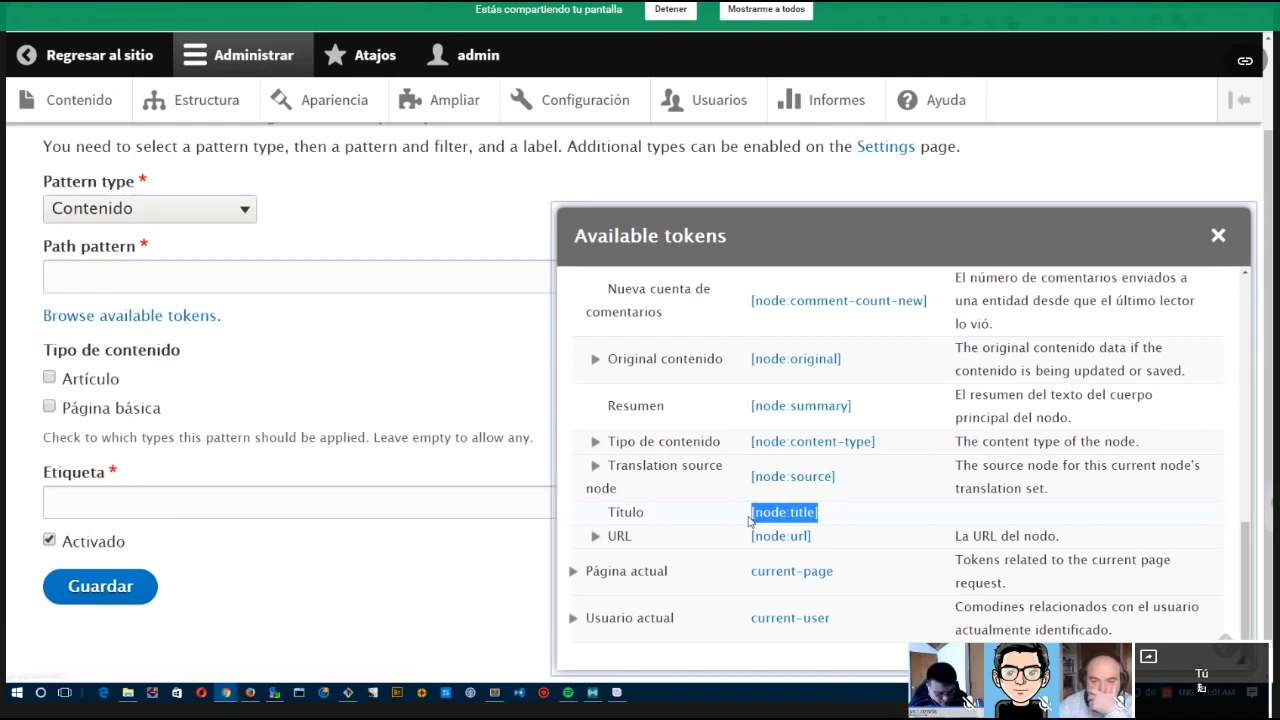 Estás compartiendo tu pantalla
Detener
Mostrarme a todos
Regresar al sitio
Administrar
Atajos
admin
Contenido
Estructura
Apariencia
Ampliar
Configuración
Usuarios
Informes
Ayuda
You need to select a pattern type, then a pattern and filter, and a label. Additional types can be enabled on the Settings page.
Pattern type *
Contenido
Path pattern *
Browse available tokens.
Tipo de contenido
Artículo
Página básica
Check to which types this pattern should be applied. Leave empty to allow any.
Etiqueta *
Activado
Guardar
Available tokens
Nueva cuenta de
comentarios
[node:comment-count-new]
El número de comentarios enviados a
una entidad desde que el último lector
lo vió.
Original contenido
[node:original]
The original contenido data if the
contenido is being updated or saved.
Resumen
[node:summary]
El resumen del texto del cuerpo
principal del nodo.
Tipo de contenido
[node:content-type]
The content type of the node.
Translation source
node
[node:source]
The source node for this current node's
translation set.
Título
[node:title]
URL
[node:url]
La URL del nodo.
Página actual
current-page
Tokens related to the current page
request.
Usuario actual
current-user
Comodines relacionados con el usuario
actualmente identificado.
Tú